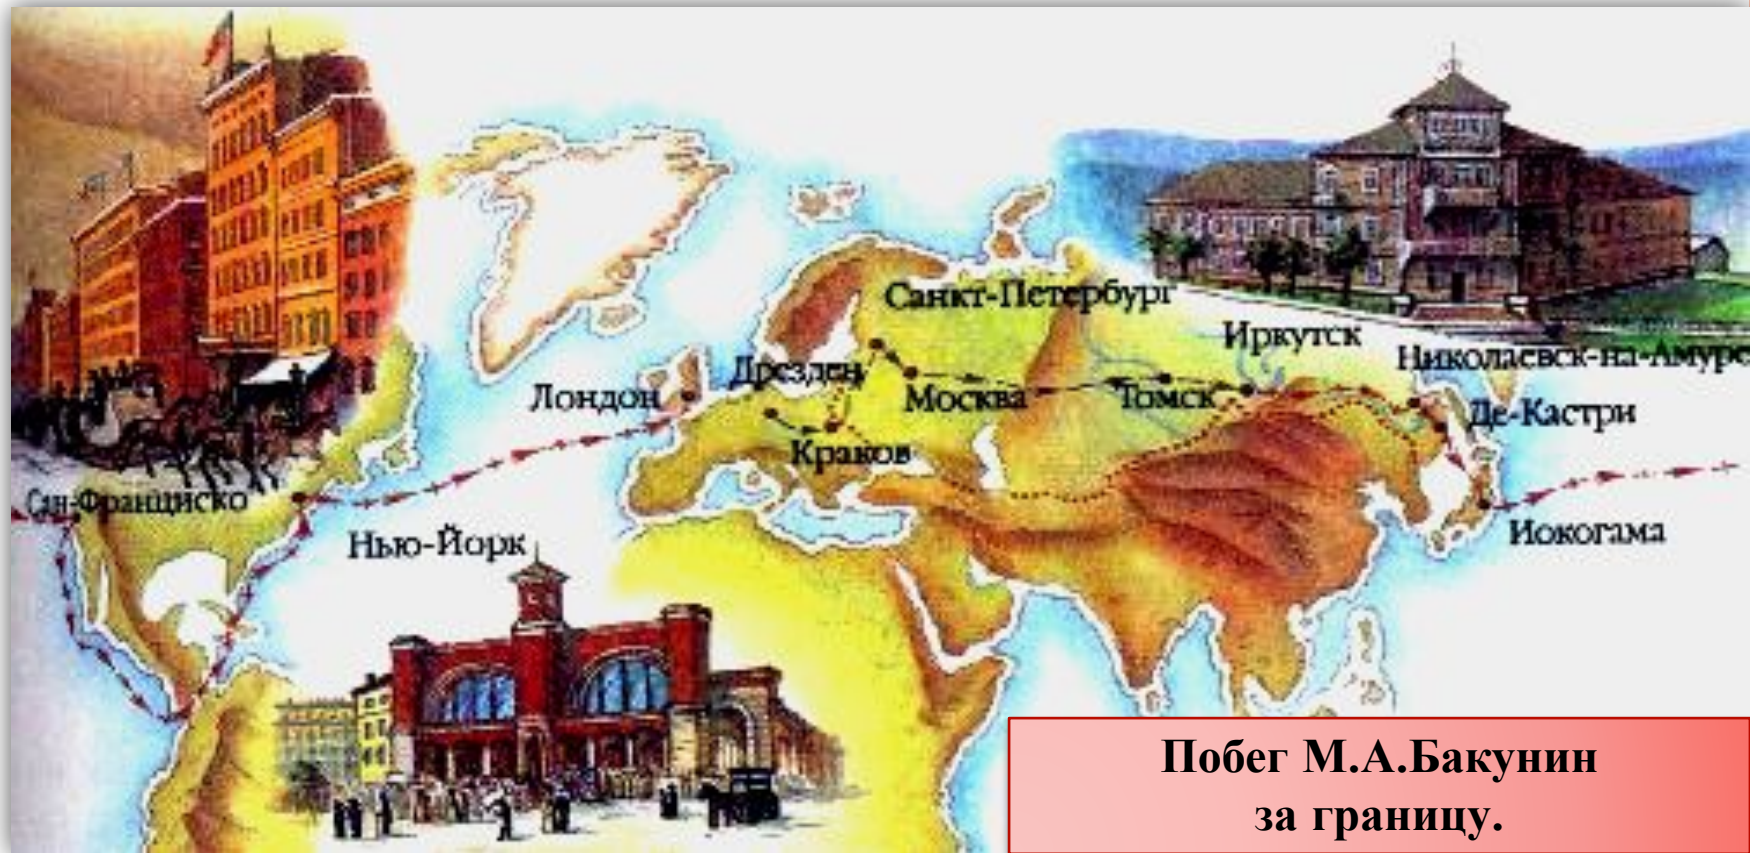 Санкт-Петербург
Иркутск
Николаевск-на-Амуре
Дрезден
Лондон
Москва
Томск
Де-Кастри
Краков
Сан-Франциско
Нью-Йорк
Иокогама
Побег М.А.Бакунин
за границу.